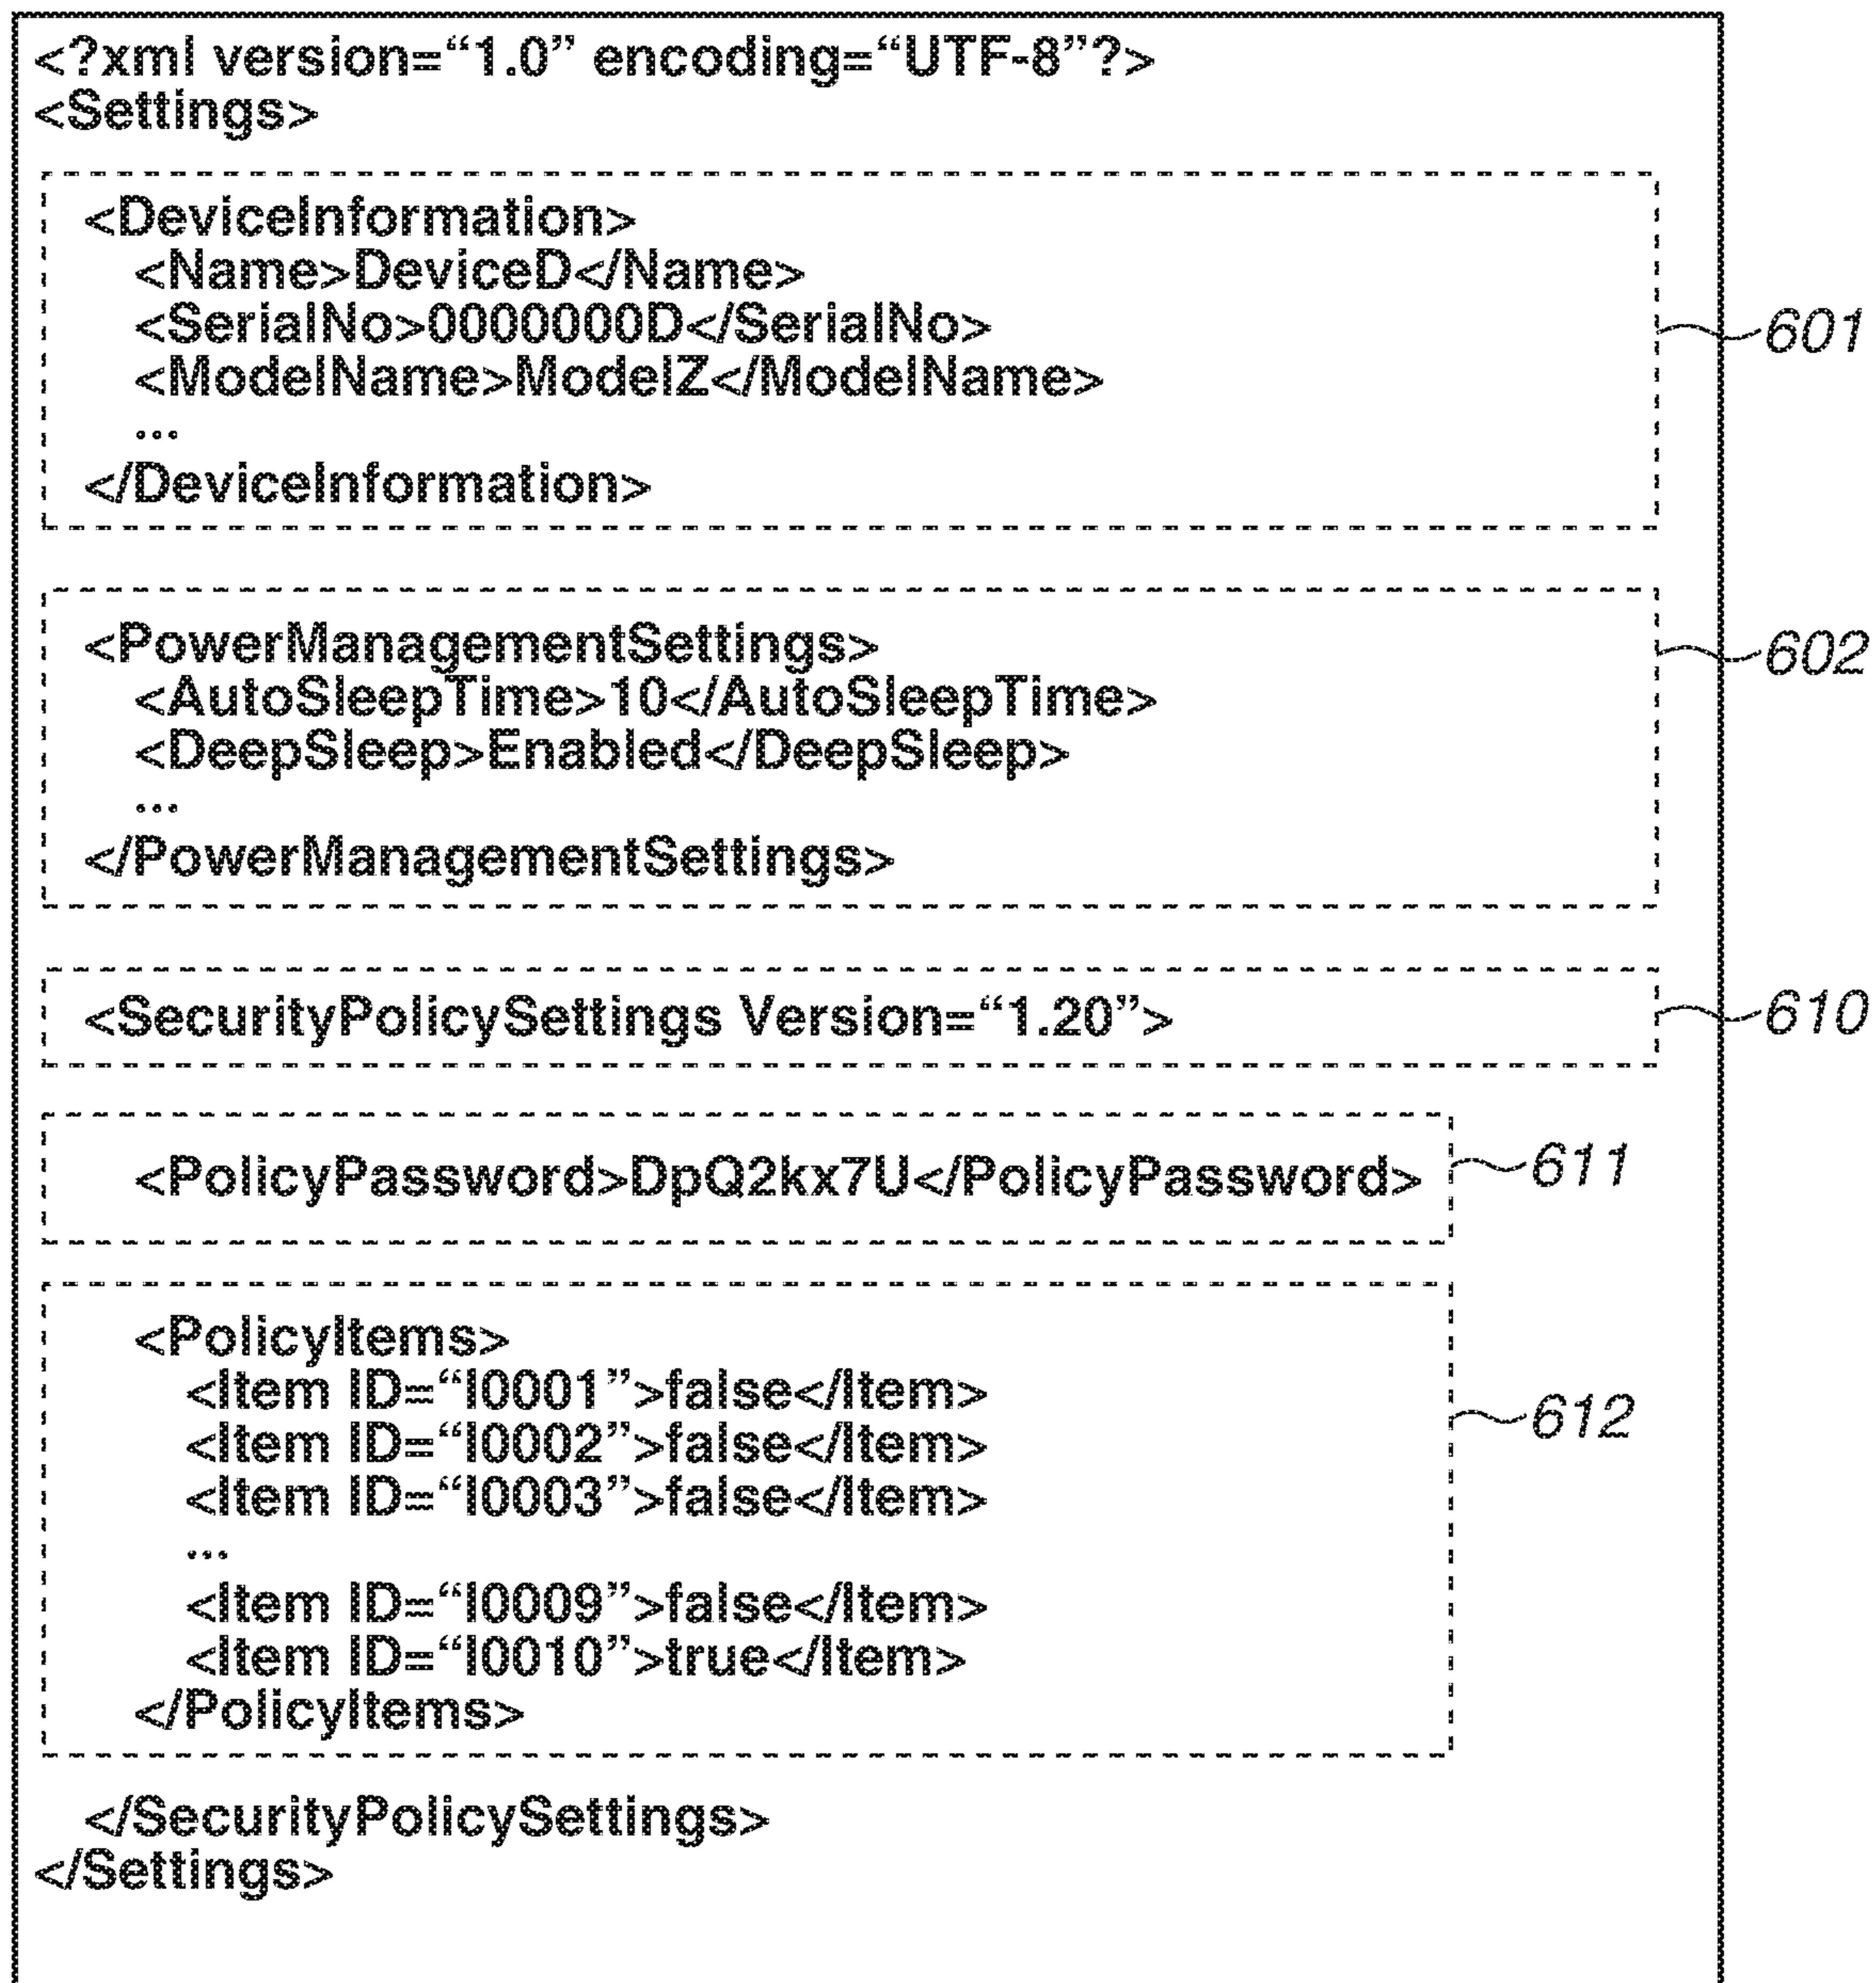 <?xml version=“1.0” encoding=“UTF-8”?>
<Settings>
<DeviceInformation>
<Name>DeviceD</Name>
<SerialNo>0000000D</SerialNo>
<ModelName>ModelZ</ModelName>
...
</DeviceInformation>
601
<PowerManagementSettings>
<AutoSleepTime>10</AutoSleepTime>
<DeepSleep>Enabled</DeepSleep>
...
</PowerManagementSettings>
602
<SecurityPolicySettings Version=“1.20”>
610
<PolicyPassword>DpQ2kx7U</PolicyPassword>
611
<PolicyItems>
<Item ID=“I0001”>false</Item>
<Item ID=“I0002”>false</Item>
<Item ID=“I0003”>false</Item>
...
<Item ID=“I0009”>false</Item>
<Item ID=“I0010”>true</Item>
</PolicyItems>
612
</SecurityPolicySettings>
</Settings>